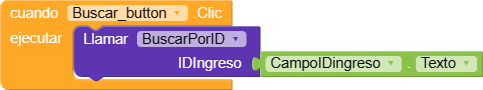 cuando Buscar_button .Clic
ejecutar Llamar BuscarPorID
IDIngreso CampoIDingreso . Texto